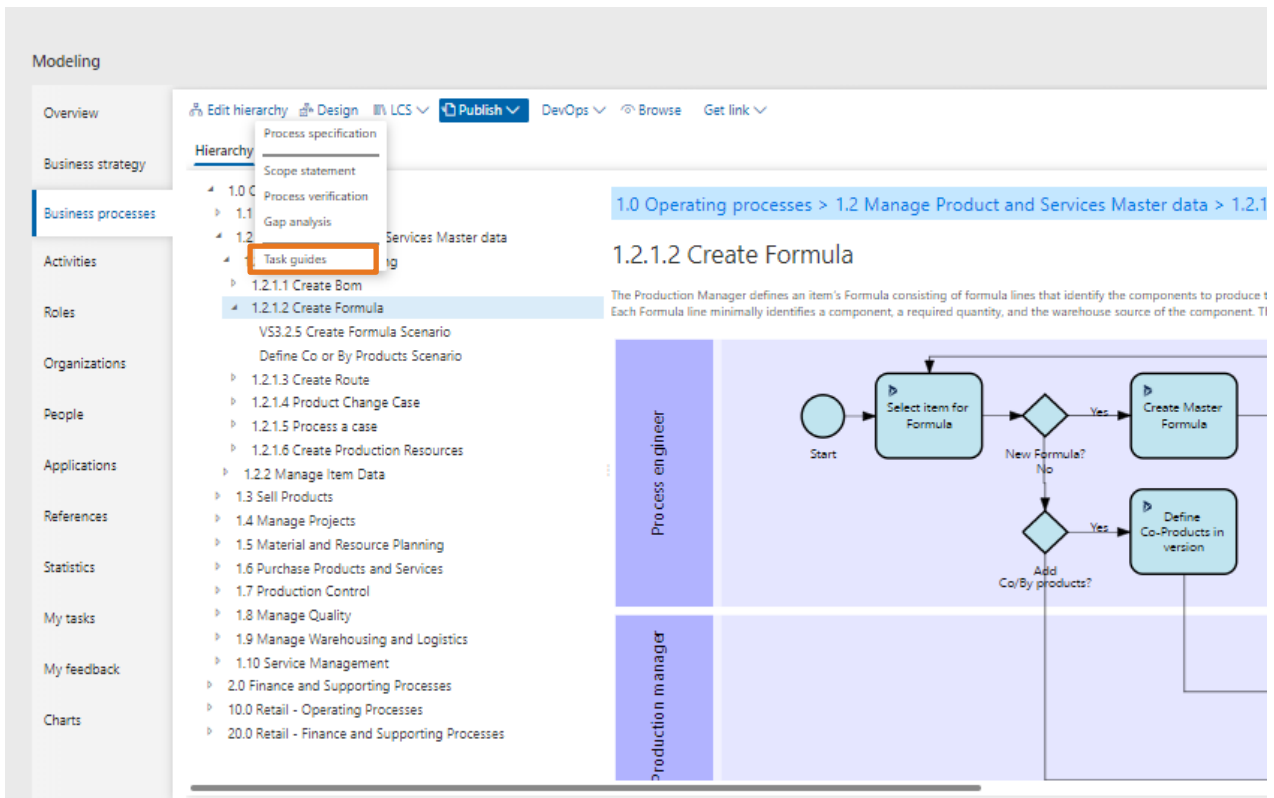 Modeling
Overview
Business strategy
Business processes
Activities
Roles
Organizations
People
Applications
References
Statistics
My tasks
My feedback
Charts
Edit hierarchy Design LCS Publish DevOps Browse Get link
Process specification
Scope statement
Process verification
Gap analysis
Task guides
Hierarchy
1.0
1.1
1.2 Services Master data
1.2.1.1 Create Bom
1.2.1.2 Create Formula
VS3.2.5 Create Formula Scenario
Define Co or By Products Scenario
1.2.1.3 Create Route
1.2.1.4 Product Change Case
1.2.1.5 Process a case
1.2.1.6 Create Production Resources
1.2.2 Manage Item Data
1.3 Sell Products
1.4 Manage Projects
1.5 Material and Resource Planning
1.6 Purchase Products and Services
1.7 Production Control
1.8 Manage Quality
1.9 Manage Warehousing and Logistics
1.10 Service Management
2.0 Finance and Supporting Processes
10.0 Retail - Operating Processes
20.0 Retail - Finance and Supporting Processes
1.0 Operating processes > 1.2 Manage Product and Services Master data > 1.2.1
1.2.1.2 Create Formula
The Production Manager defines an item's Formula consisting of formula lines that identify the components to produce
Each Formula line minimally identifies a component, a required quantity, and the warehouse source of the component.
Process engineer
Start
Select item for
Formula
New Formula?
Yes
No
Create Master
Formula
Add
Co/By products?
Yes
Define
Co-Products in
version
Production manager